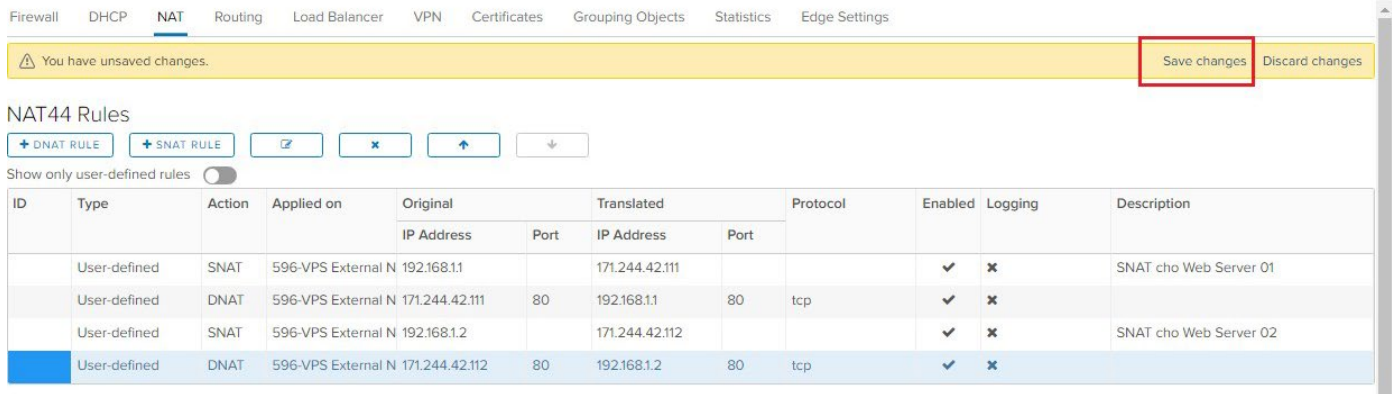 Firewall DHCP NAT Routing Load Balancer VPN Certificates Grouping Objects Statistics Edge Settings
You have unsaved changes. Save changes Discard changes
NAT44 Rules
+ DNAT RULE + SNAT RULE
Show only user-defined rules
ID Type Action Applied on Original Translated Protocol Enabled Logging Description
IP Address Port IP Address Port
User-defined SNAT 596-VPS External N 192.168.1.1 171.244.42.111 SNAT cho Web Server 01
User-defined DNAT 596-VPS External N 171.244.42.111 80 192.168.1.1 80 tcp
User-defined SNAT 596-VPS External N 192.168.1.2 171.244.42.112 SNAT cho Web Server 02
User-defined DNAT 596-VPS External N 171.244.42.112 80 192.168.1.2 80 tcp